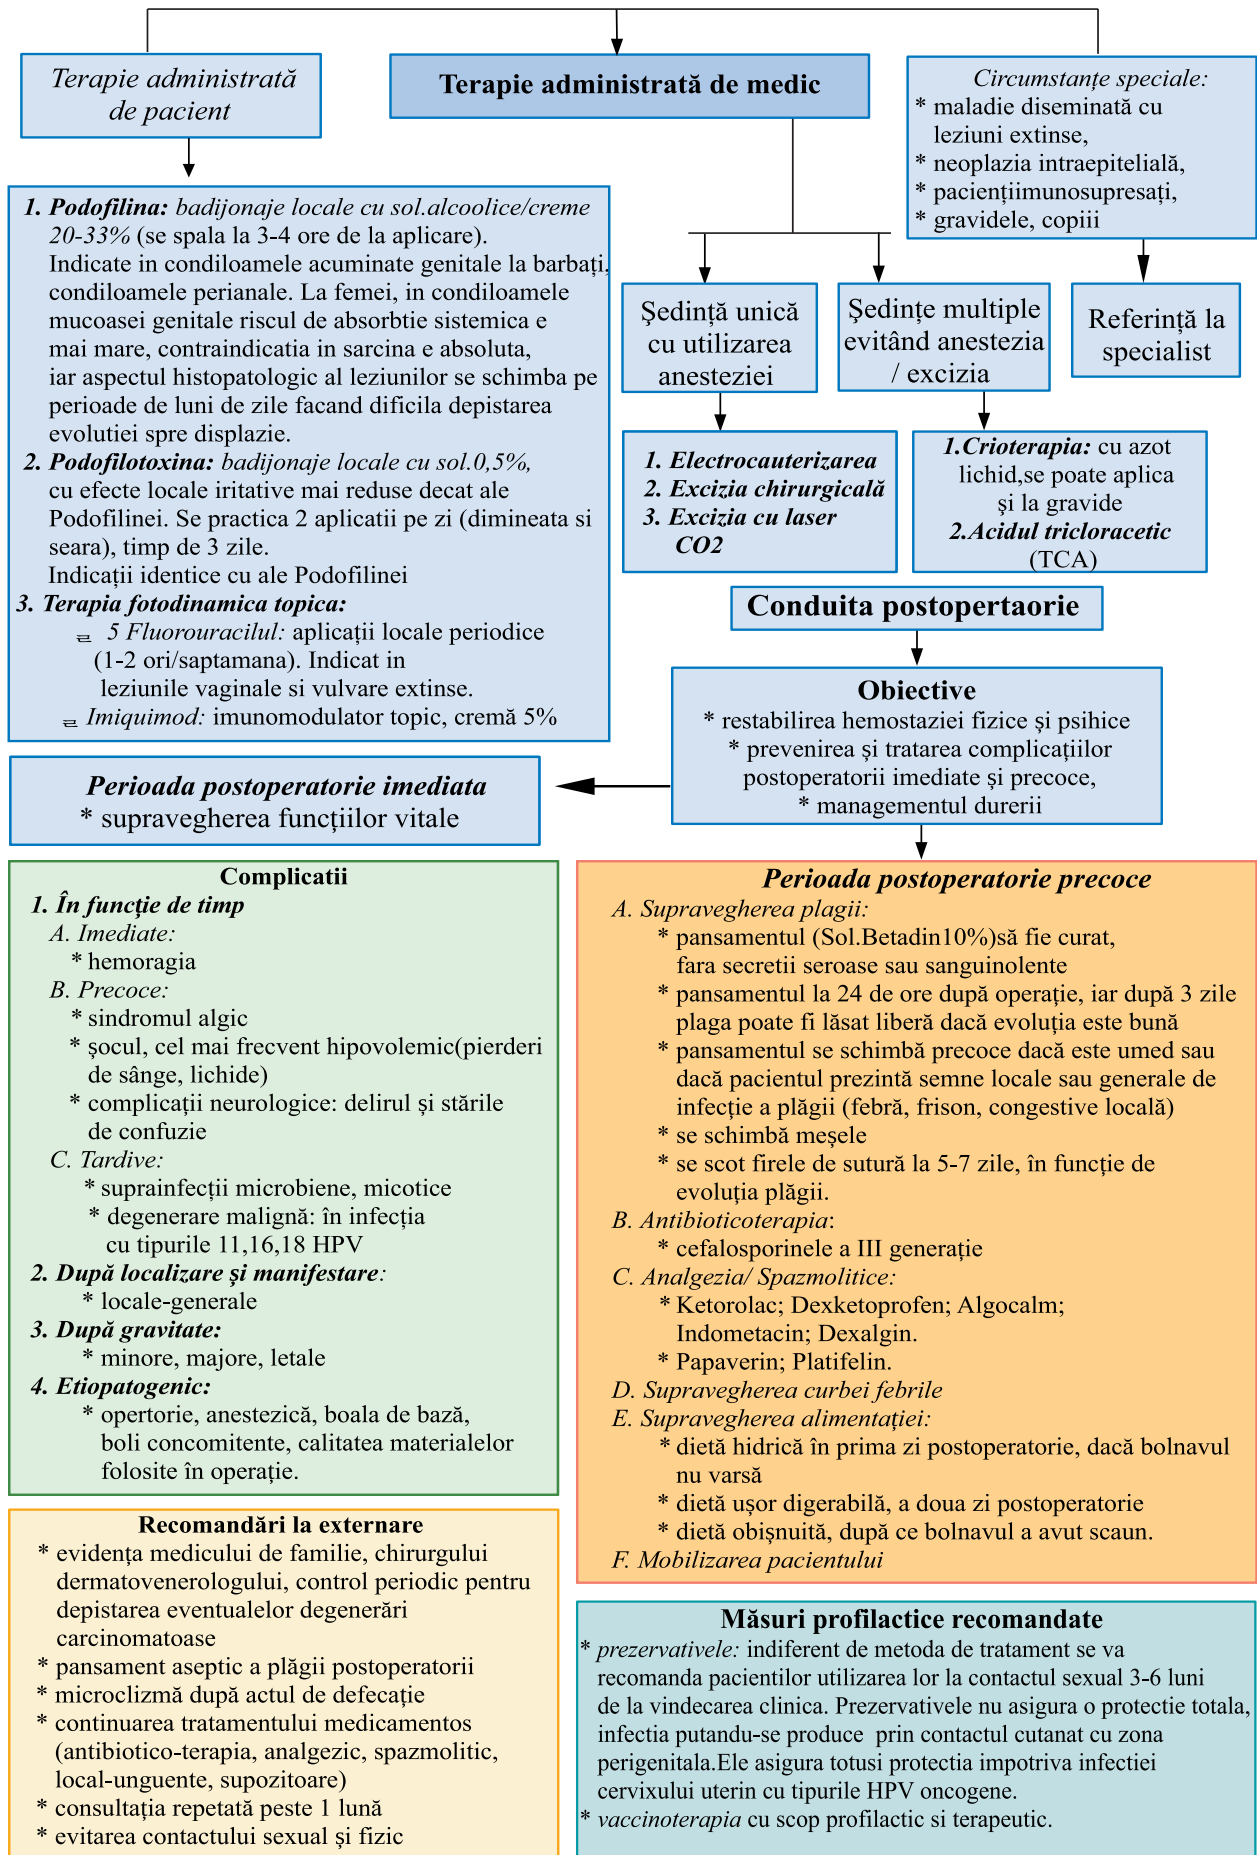 Terapie administrată
de pacient
Terapie administrată de medic
Circumstanțe speciale:
* maladie diseminată cu
leziuni extinse,
* neoplazia intraepitelială,
* paciențiimunosupresați,
* gravidele, copiii
1. Podofilina: badijonaje locale cu sol.alcoolice/creme
20-33% (se spala la 3-4 ore de la aplicare).
Indicate in condiloamele acuminate genitale la barbați,
condiloamele perianale. La femei, in condiloamele
mucoasei genitale riscul de absorbtie sistemica e
mai mare, contraindicatia in sarcina e absoluta,
iar aspectul histopatologic al leziunilor se schimba pe
perioade de luni de zile facand dificila depistarea
evolutiei spre displazie.
2. Podofilotoxina: badijonaje locale cu sol.0,5%,
cu efecte locale iritative mai reduse decat ale
Podofilinei. Se practica 2 aplicatii pe zi (dimineata si
seara), timp de 3 zile.
Indicații identice cu ale Podofilinei
3. Terapia fotodinamica topica:
5 Fluorouracilul: aplicații locale periodice
(1-2 ori/saptamana). Indicat in
leziunile vaginale si vulvare extinse.
Imiquimod: imunomodulator topic, cremă 5%
Şedinţă unică
cu utilizarea
anesteziei
Şedinţe multiple
evitând anestezia
/ excizia
Referinţă la
specialist
1. Electrocauterizarea
2. Excizia chirurgicală
3. Excizia cu laser
CO2
1.Crioterapia: cu azot
lichid,se poate aplica
şi la gravide
2.Acidul tricloracetic
(TCA)
Conduita postopertaorie
Obiective
* restabilirea hemostaziei fizice și psihice
* prevenirea și tratarea complicațiilor
postoperatorii imediate și precoce,
* managementul durerii
Perioada postoperatorie imediata
* supravegherea funcțiilor vitale
Complicatii
1. În funcție de timp
A. Imediate:
* hemoragia
B. Precoce:
* sindromul algic
* șocul, cel mai frecvent hipovolemic(pierderi
de sânge, lichide)
* complicații neurologice: delirul și stările
de confuzie
C. Tardive:
* suprainfecții microbiene, micotice
* degenerare malignă: în infecția
cu tipurile 11,16,18 HPV
2. După localizare și manifestare:
* locale-generale
3. După gravitate:
* minore, majore, letale
4. Etiopatogenic:
* opertorie, anestezică, boala de bază,
boli concomitente, calitatea materialelor
folosite în operație.
Perioada postoperatorie precoce
A. Supravegherea plagii:
* pansamentul (Sol.Betadin10%)să fie curat,
fara secretii seroase sau sanguinolente
* pansamentul la 24 de ore după operație, iar după 3 zile
plaga poate fi lăsat liberă dacă evoluția este bună
* pansamentul se schimbă precoce dacă este umed sau
dacă pacientul prezintă semne locale sau generale de
infecție a plăgii (febră, frison, congestive locală)
* se schimbă meșele
* se scot firele de sutură la 5-7 zile, în funcție de
evoluția plăgii.
B. Antibioticoterapia:
* cefalosporinele a III generație
C. Analgezia/ Spazmolitice:
* Ketorolac; Dexketoprofen; Algocalm;
Indometacin; Dexalgin.
* Papaverin; Platifelin.
D. Supravegherea curbei febrile
E. Supravegherea alimentației:
* dietă hidrică în prima zi postoperatorie, dacă bolnavul
nu varsă
* dietă ușor digerabilă, a doua zi postoperatorie
* dietă obișnuită, după ce bolnavul a avut scaun.
F. Mobilizarea pacientului
Recomandări la externare
* evidența medicului de familie, chirurgului
dermatovenerologului, control periodic pentru
depistarea eventualelor degenerări
carcinomatoase
* pansament aseptic a plăgii postoperatorii
* microclizmă după actul de defecație
* continuarea tratamentului medicamentos
(antibiotico-terapia, analgezic, spazmolitic,
local-unguente, supozitoare)
* consultația repetată peste 1 lună
* evitarea contactului sexual și fizic
Măsuri profilactice recomandate
* prezervativele: indiferent de metoda de tratament se va
recomanda pacientilor utilizarea lor la contactul sexual 3-6 luni
de la vindecarea clinica. Prezervativele nu asigura o protectie totala,
infectia putandu-se produce prin contactul cutanat cu zona
perigenitala.Ele asigura totusi protectia impotriva infectiei
cervixului uterin cu tipurile HPV oncogene.
* vaccinoterapia cu scop profilactic si terapeutic.